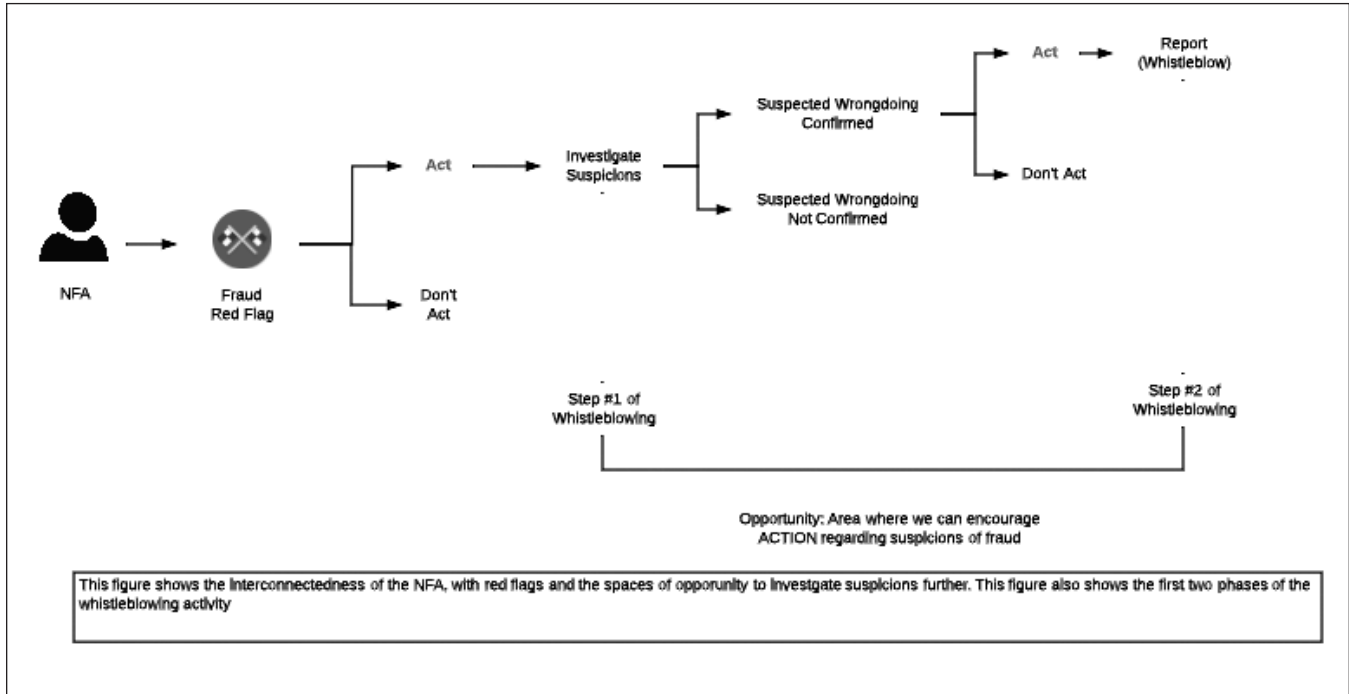 NFA
Fraud
Red Flag
Act
Don't
Act
Investigate
Suspicions
Suspected Wrongdoing
Confirmed
Suspected Wrongdoing
Not Confirmed
Act
Report
(Whistleblow)
Don't Act
Step #1 of
Whistleblowing
Step #2 of
Whistleblowing
Opportunity: Area where we can encourage
ACTION regarding suspicions of fraud
This figure shows the interconnectedness of the NFA, with red flags and the spaces of opporunity to investgate suspicions further. This figure also shows the first two phases of the
whistleblowing activity